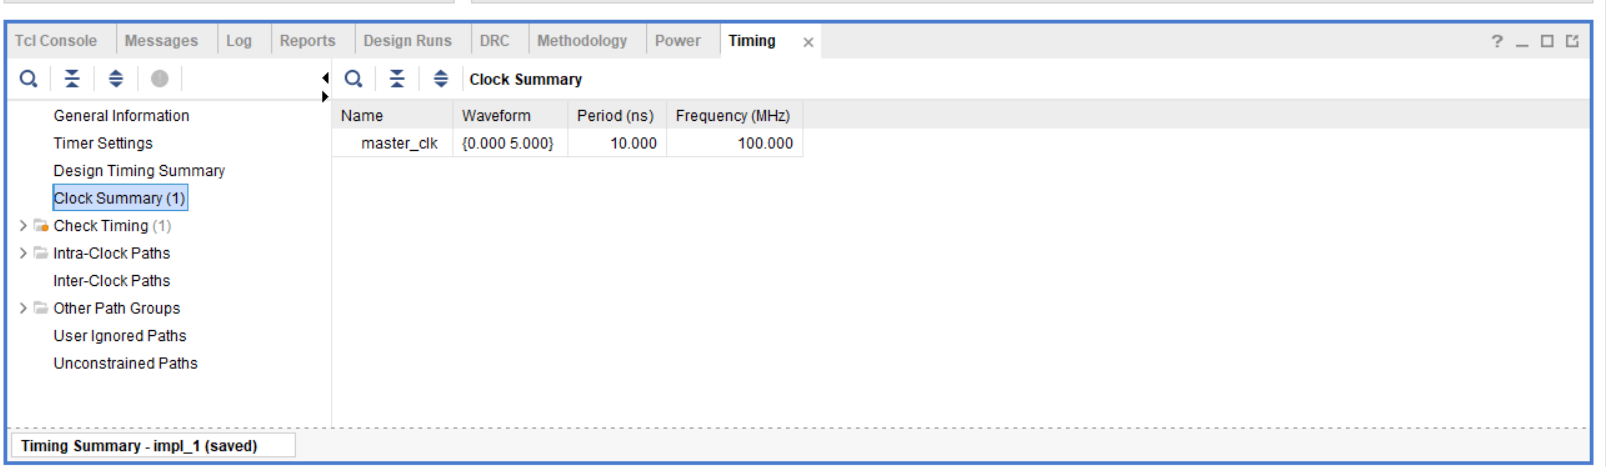 Tcl Console Messages Log Reports Design Runs DRC Methodology Power Timing × ?
Clock Summary
General Information
Timer Settings
Design Timing Summary
Clock Summary (1)
Check Timing (1)
Intra-Clock Paths
Inter-Clock Paths
Other Path Groups
User Ignored Paths
Unconstrained Paths
Name Waveform Period (ns) Frequency (MHz)
master_clk {0.000 5.000} 10.000 100.000
Timing Summary - impl_1 (saved)